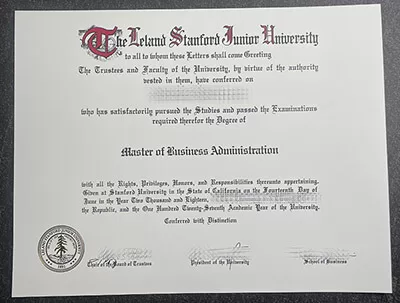 The Leland Stanford Junior University
to all to whom these Letters shall come Greeting
The Trustees and Faculty of the University, by virtue of the authority
vested in them, have conferred on
who has satisfactorily pursued the Studies and passed the Examinations
required therefor the Degree of
Master of Business Administration
with all the Rights, Privileges, Honors, and Responsibilities thereunto appertaining.
Given at Stanford University in the State of California on the Fourteenth Day of
June in the Year Two Thousand and Eighteen,
the Republic, and the One Hundred Twenty-Seventh Academic Year of the University.
Conferred with Distinction
Chair of the Board of Trustees
President of the University
School of Business